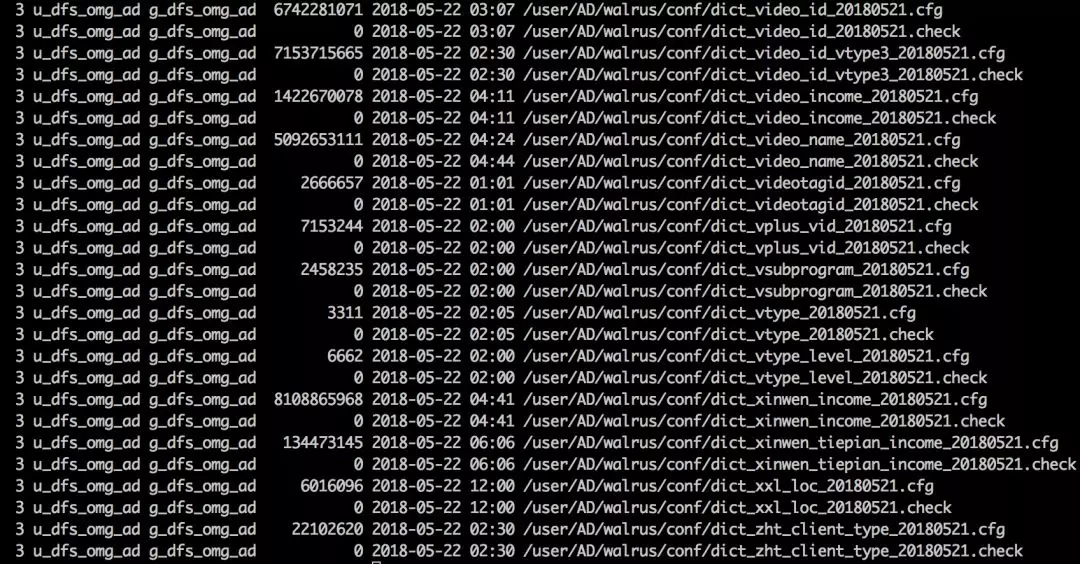 3 u_dfs_omg_ad g_dfs_omg_ad 6742281071 2018-05-22 03:07 /user/AD/walrus/conf/dict_video_id_20180521.cfg
3 u_dfs_omg_ad g_dfs_omg_ad 0 2018-05-22 03:07 /user/AD/walrus/conf/dict_video_id_20180521.check
3 u_dfs_omg_ad g_dfs_omg_ad 7153715665 2018-05-22 02:30 /user/AD/walrus/conf/dict_video_id_vtype3_20180521.cfg
3 u_dfs_omg_ad g_dfs_omg_ad 0 2018-05-22 02:30 /user/AD/walrus/conf/dict_video_id_vtype3_20180521.check
3 u_dfs_omg_ad g_dfs_omg_ad 1422670078 2018-05-22 04:11 /user/AD/walrus/conf/dict_video_income_20180521.cfg
3 u_dfs_omg_ad g_dfs_omg_ad 0 2018-05-22 04:11 /user/AD/walrus/conf/dict_video_income_20180521.check
3 u_dfs_omg_ad g_dfs_omg_ad 5092653111 2018-05-22 04:24 /user/AD/walrus/conf/dict_video_name_20180521.cfg
3 u_dfs_omg_ad g_dfs_omg_ad 0 2018-05-22 04:44 /user/AD/walrus/conf/dict_video_name_20180521.check
3 u_dfs_omg_ad g_dfs_omg_ad 2666657 2018-05-22 01:01 /user/AD/walrus/conf/dict_videotagid_20180521.cfg
3 u_dfs_omg_ad g_dfs_omg_ad 0 2018-05-22 01:01 /user/AD/walrus/conf/dict_videotagid_20180521.check
3 u_dfs_omg_ad g_dfs_omg_ad 7153244 2018-05-22 02:00 /user/AD/walrus/conf/dict_vplus_vid_20180521.cfg
3 u_dfs_omg_ad g_dfs_omg_ad 0 2018-05-22 02:00 /user/AD/walrus/conf/dict_vplus_vid_20180521.check
3 u_dfs_omg_ad g_dfs_omg_ad 2458235 2018-05-22 02:00 /user/AD/walrus/conf/dict_vsubprogram_20180521.cfg
3 u_dfs_omg_ad g_dfs_omg_ad 0 2018-05-22 02:00 /user/AD/walrus/conf/dict_vsubprogram_20180521.check
3 u_dfs_omg_ad g_dfs_omg_ad 3311 2018-05-22 02:05 /user/AD/walrus/conf/dict_vtype_20180521.cfg
3 u_dfs_omg_ad g_dfs_omg_ad 0 2018-05-22 02:05 /user/AD/walrus/conf/dict_vtype_20180521.check
3 u_dfs_omg_ad g_dfs_omg_ad 6662 2018-05-22 02:00 /user/AD/walrus/conf/dict_vtype_level_20180521.cfg
3 u_dfs_omg_ad g_dfs_omg_ad 0 2018-05-22 02:00 /user/AD/walrus/conf/dict_vtype_level_20180521.check
3 u_dfs_omg_ad g_dfs_omg_ad 8108865968 2018-05-22 04:41 /user/AD/walrus/conf/dict_xinwen_income_20180521.cfg
3 u_dfs_omg_ad g_dfs_omg_ad 0 2018-05-22 04:41 /user/AD/walrus/conf/dict_xinwen_income_20180521.check
3 u_dfs_omg_ad g_dfs_omg_ad 134473145 2018-05-22 06:06 /user/AD/walrus/conf/dict_xinwen_tiepian_income_20180521.cfg
3 u_dfs_omg_ad g_dfs_omg_ad 0 2018-05-22 06:06 /user/AD/walrus/conf/dict_xinwen_tiepian_income_20180521.check
3 u_dfs_omg_ad g_dfs_omg_ad 6016096 2018-05-22 12:00 /user/AD/walrus/conf/dict_xxl_loc_20180521.cfg
3 u_dfs_omg_ad g_dfs_omg_ad 0 2018-05-22 12:00 /user/AD/walrus/conf/dict_xxl_loc_20180521.check
3 u_dfs_omg_ad g_dfs_omg_ad 22102620 2018-05-22 02:30 /user/AD/walrus/conf/dict_zht_client_type_20180521.cfg
3 u_dfs_omg_ad g_dfs_omg_ad 0 2018-05-22 02:30 /user/AD/walrus/conf/dict_zht_client_type_20180521.check